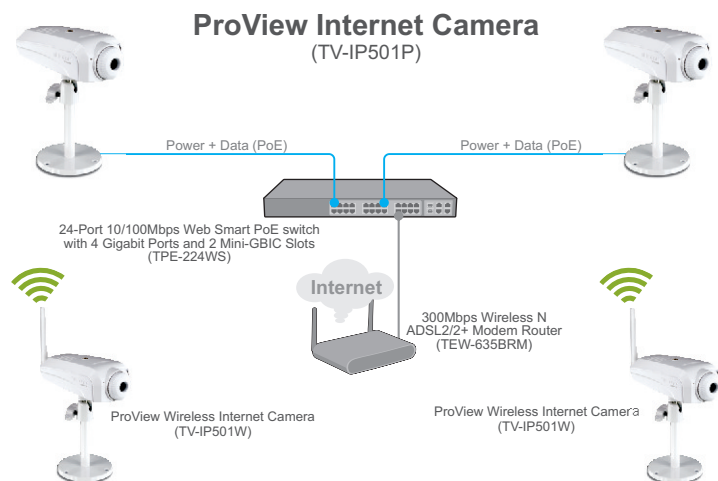 ProView Internet Camera
(TV-IP501P)
Power + Data (PoE)
Power + Data (PoE)
24-Port 10/100Mbps Web Smart PoE switch
with 4 Gigabit Ports and 2 Mini-GBIC Slots
(TPE-224WS)
Internet
300Mbps Wireless N
ADSL2/2+ Modem Router
(TEW-635BRM)
ProView Wireless Internet Camera
(TV-IP501W)
ProView Wireless Internet Camera
(TV-IP501W)